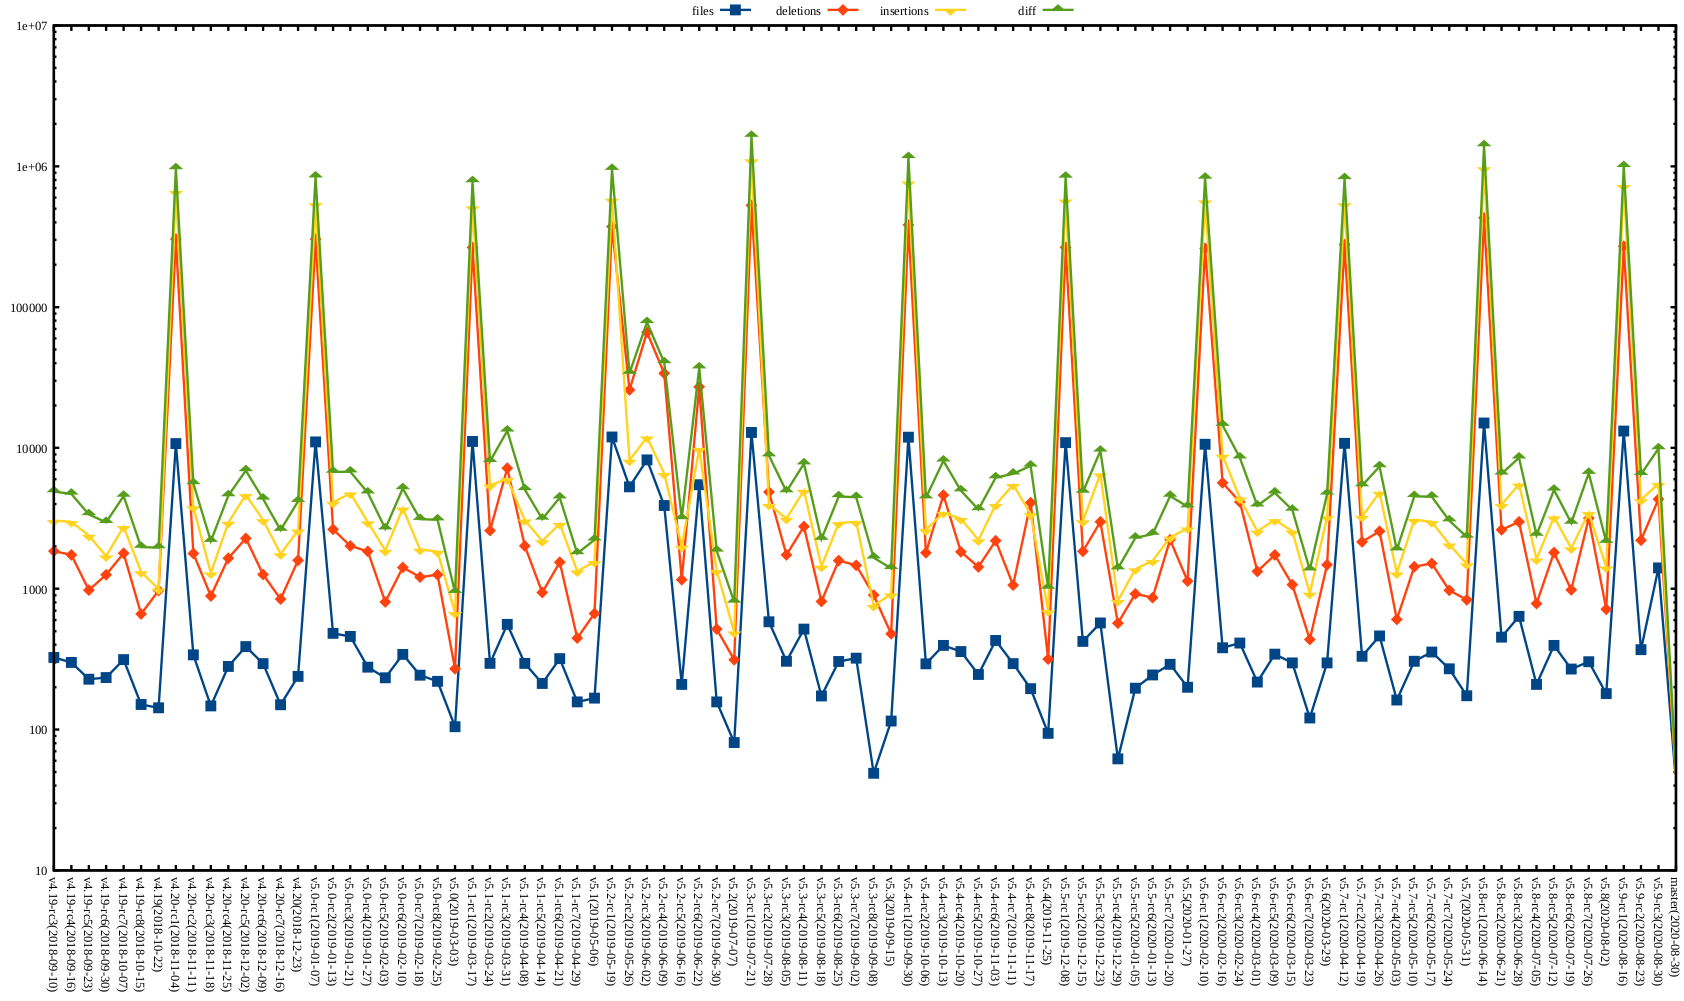 files deletions insertions diff
1e+07
1e+06
100000
10000
1000
100
10
v4.19-rc3(2018-09-10)
v4.19-rc4(2018-09-16)
v4.19-rc5(2018-09-23)
v4.19-rc6(2018-09-30)
v4.19-rc7(2018-10-07)
v4.19-rc8(2018-10-15)
v4.19(2018-10-22)
v4.20-rc1(2018-11-04)
v4.20-rc2(2018-11-11)
v4.20-rc3(2018-11-18)
v4.20-rc4(2018-11-25)
v4.20-rc5(2018-12-02)
v4.20-rc6(2018-12-09)
v4.20-rc7(2018-12-16)
v4.20(2018-12-23)
v5.0-rc1(2019-01-07)
v5.0-rc2(2019-01-13)
v5.0-rc3(2019-01-21)
v5.0-rc4(2019-01-27)
v5.0-rc5(2019-02-03)
v5.0-rc6(2019-02-10)
v5.0-rc7(2019-02-18)
v5.0-rc8(2019-02-25)
v5.0(2019-03-03)
v5.1-rc1(2019-03-17)
v5.1-rc2(2019-03-24)
v5.1-rc3(2019-03-31)
v5.1-rc4(2019-04-08)
v5.1-rc5(2019-04-14)
v5.1-rc6(2019-04-21)
v5.1-rc7(2019-04-29)
v5.1(2019-05-06)
v5.2-rc1(2019-05-19)
v5.2-rc2(2019-05-26)
v5.2-rc3(2019-06-02)
v5.2-rc4(2019-06-09)
v5.2-rc5(2019-06-16)
v5.2-rc6(2019-06-22)
v5.2-rc7(2019-06-30)
v5.2(2019-07-07)
v5.3-rc1(2019-07-21)
v5.3-rc2(2019-07-28)
v5.3-rc3(2019-08-05)
v5.3-rc4(2019-08-11)
v5.3-rc5(2019-08-18)
v5.3-rc6(2019-08-25)
v5.3-rc7(2019-09-02)
v5.3-rc8(2019-09-08)
v5.3(2019-09-15)
v5.4-rc1(2019-09-30)
v5.4-rc2(2019-10-06)
v5.4-rc3(2019-10-13)
v5.4-rc4(2019-10-20)
v5.4-rc5(2019-10-27)
v5.4-rc6(2019-11-03)
v5.4-rc7(2019-11-11)
v5.4-rc8(2019-11-17)
v5.4(2019-11-25)
v5.5-rc1(2019-12-08)
v5.5-rc2(2019-12-15)
v5.5-rc3(2019-12-23)
v5.5-rc4(2019-12-29)
v5.5-rc5(2020-01-05)
v5.5-rc6(2020-01-13)
v5.5-rc7(2020-01-20)
v5.5(2020-01-27)
v5.6-rc1(2020-02-10)
v5.6-rc2(2020-02-16)
v5.6-rc3(2020-02-24)
v5.6-rc4(2020-03-01)
v5.6-rc5(2020-03-09)
v5.6-rc6(2020-03-15)
v5.6-rc7(2020-03-23)
v5.6(2020-03-29)
v5.7-rc1(2020-04-12)
v5.7-rc2(2020-04-19)
v5.7-rc3(2020-04-26)
v5.7-rc4(2020-05-03)
v5.7-rc5(2020-05-10)
v5.7-rc6(2020-05-17)
v5.7-rc7(2020-05-24)
v5.7(2020-05-31)
v5.8-rc1(2020-06-14)
v5.8-rc2(2020-06-21)
v5.8-rc3(2020-06-28)
v5.8-rc4(2020-07-05)
v5.8-rc5(2020-07-12)
v5.8-rc6(2020-07-19)
v5.8-rc7(2020-07-26)
v5.8(2020-08-02)
v5.9-rc1(2020-08-16)
v5.9-rc2(2020-08-23)
v5.9-rc3(2020-08-30)
master(2020-08-30)